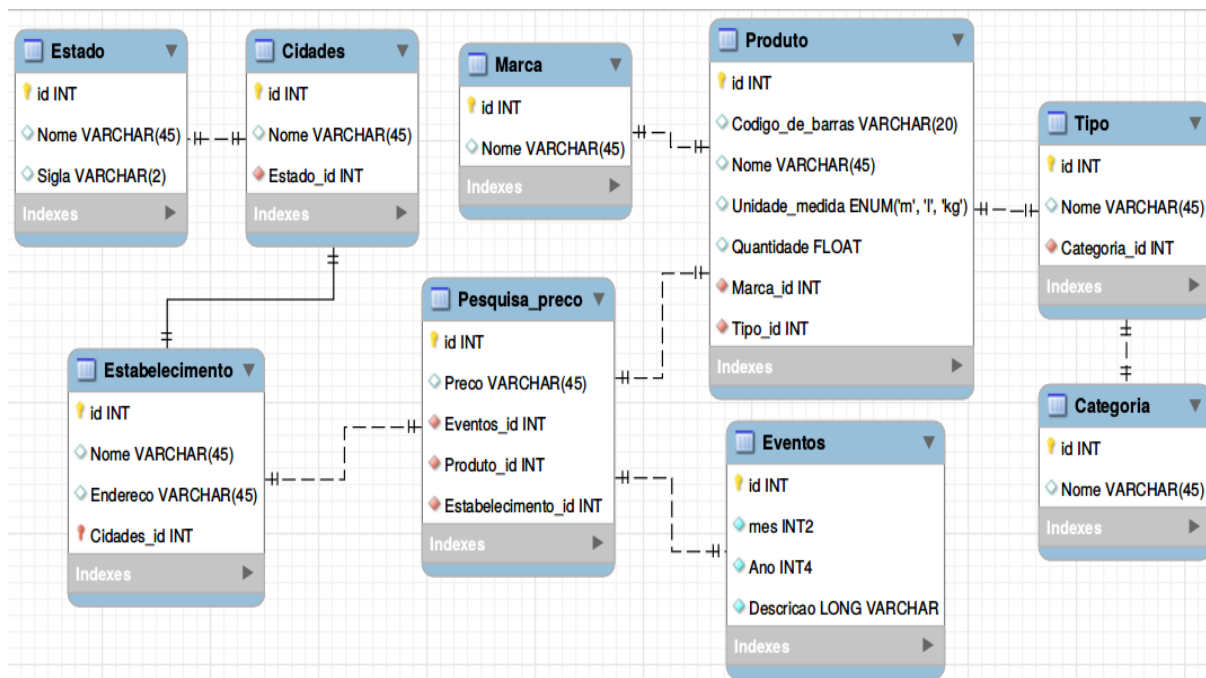 Estado
id INT
Nome VARCHAR(45)
Sigla VARCHAR(2)
Indexes
Cidades
id INT
Nome VARCHAR(45)
Estado_id INT
Indexes
Marca
id INT
Nome VARCHAR(45)
Indexes
Produto
id INT
Codigo_de_barras VARCHAR(20)
Nome VARCHAR(45)
Unidade_medida ENUM('m', 'l', 'kg')
Quantidade FLOAT
Marca_id INT
Tipo_id INT
Indexes
Tipo
id INT
Nome VARCHAR(45)
Categoria_id INT
Indexes
Estabelecimento
id INT
Nome VARCHAR(45)
Endereco VARCHAR(45)
Cidades_id INT
Indexes
Pesquisa_preco
id INT
Preco VARCHAR(45)
Eventos_id INT
Produto_id INT
Estabelecimento_id INT
Indexes
Eventos
id INT
mes INT2
Ano INT4
Descricao LONG VARCHAR
Indexes
Categoria
id INT
Nome VARCHAR(45)
Indexes